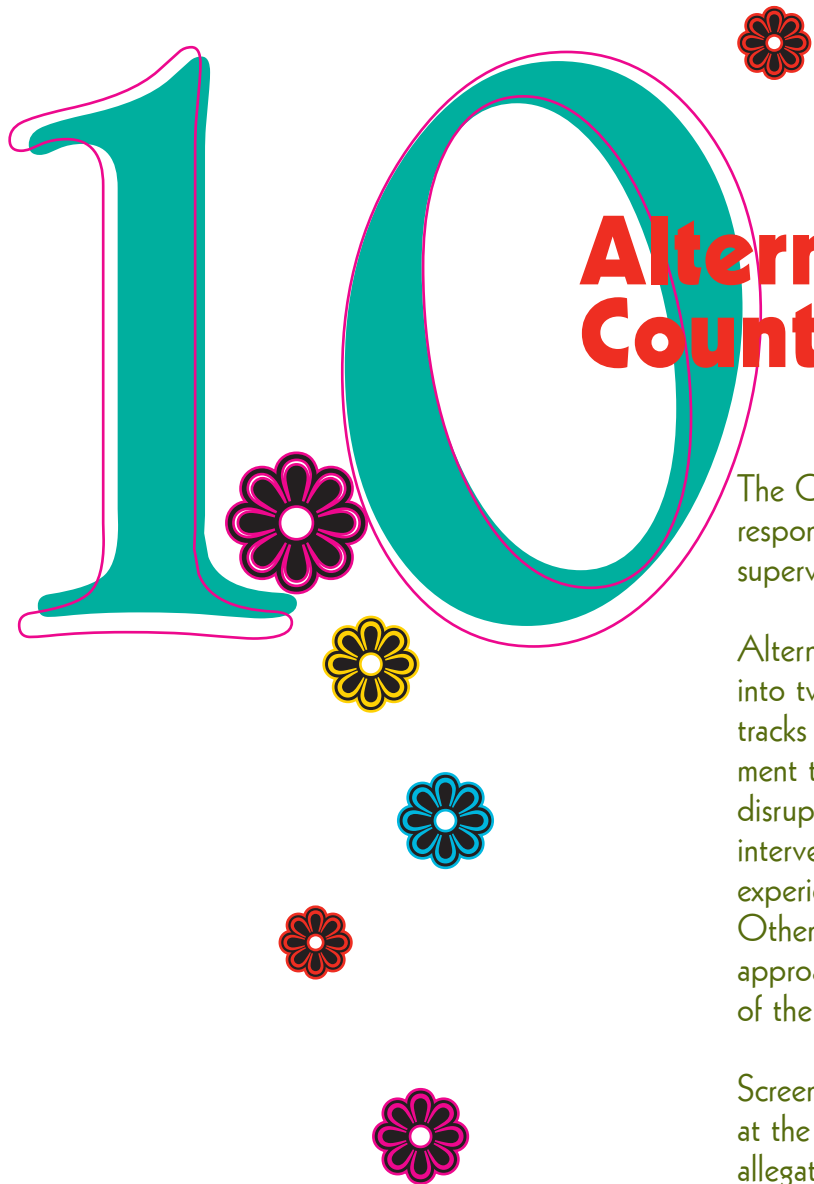 10
Altern
Count
The C
respon
superv
Altern
into tw
tracks
ment t
disrup
interve
experie
Other
approa
of the
Screen
at the
allegat